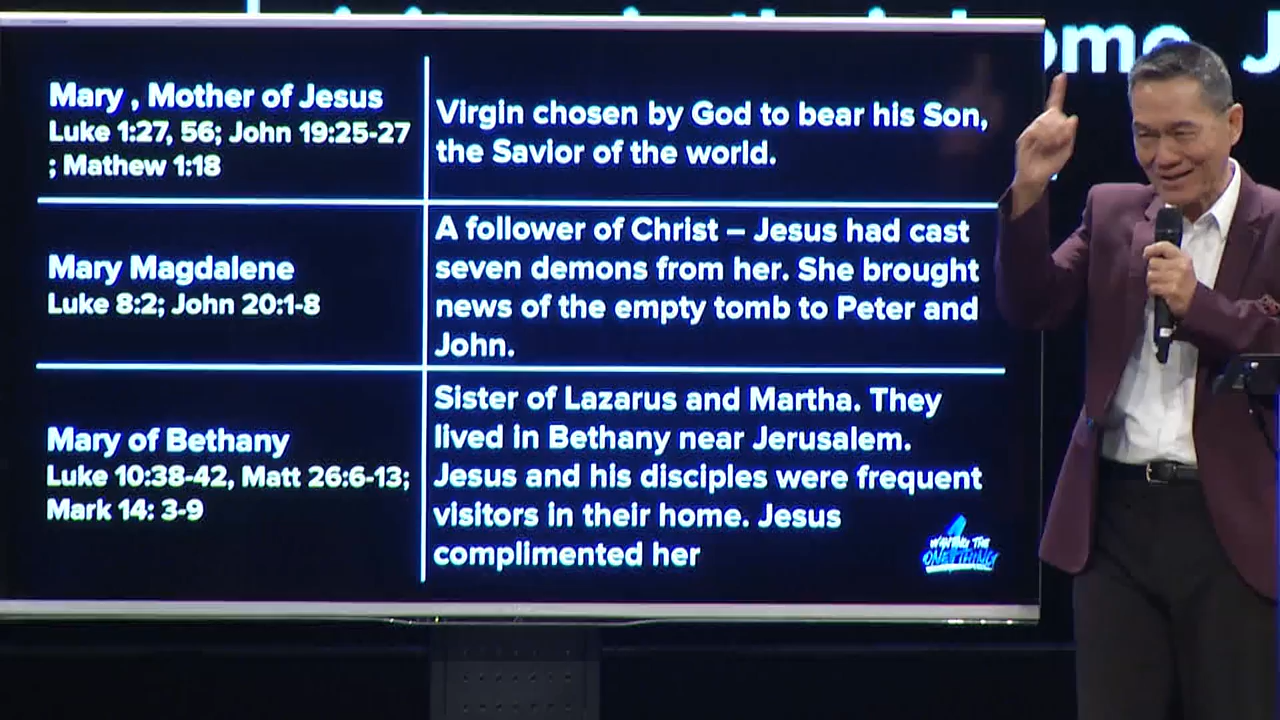 ome. J
Mary , Mother of Jesus
Luke 1:27, 56; John 19:25-27
; Mathew 1:18
Virgin chosen by God to bear his Son,
the Savior of the world.
Mary Magdalene
Luke 8:2; John 20:1-8
A follower of Christ – Jesus had cast
seven demons from her. She brought
news of the empty tomb to Peter and
John.
Mary of Bethany
Luke 10:38-42, Matt 26:6-13;
Mark 14: 3-9
Sister of Lazarus and Martha. They
lived in Bethany near Jerusalem.
Jesus and his disciples were frequent
visitors in their home. Jesus
complimented her
WANTING THE
ONE THING